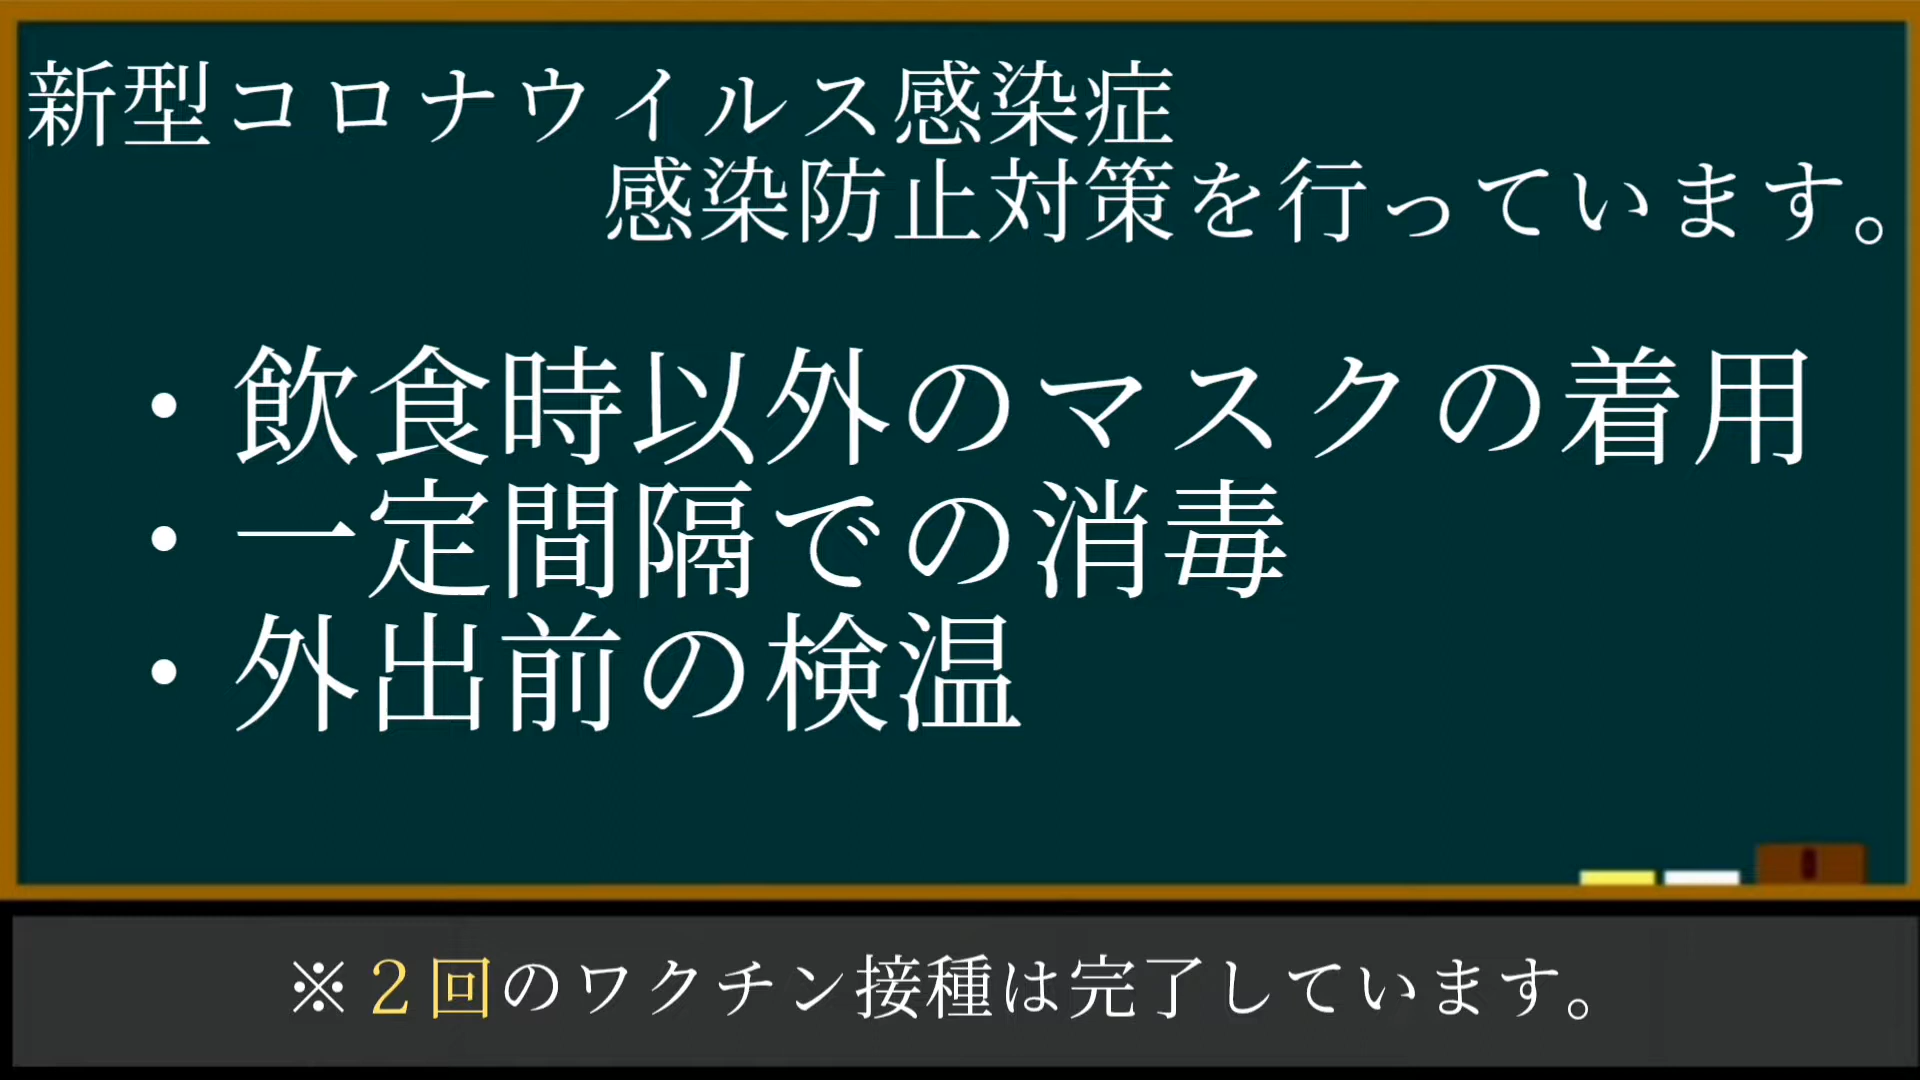 新型コロナウイルス感染症
感染防止対策を行っています。
・飲食時以外のマスクの着用
・一定間隔での消毒
・外出前の検温
※２回のワクチン接種は完了しています。